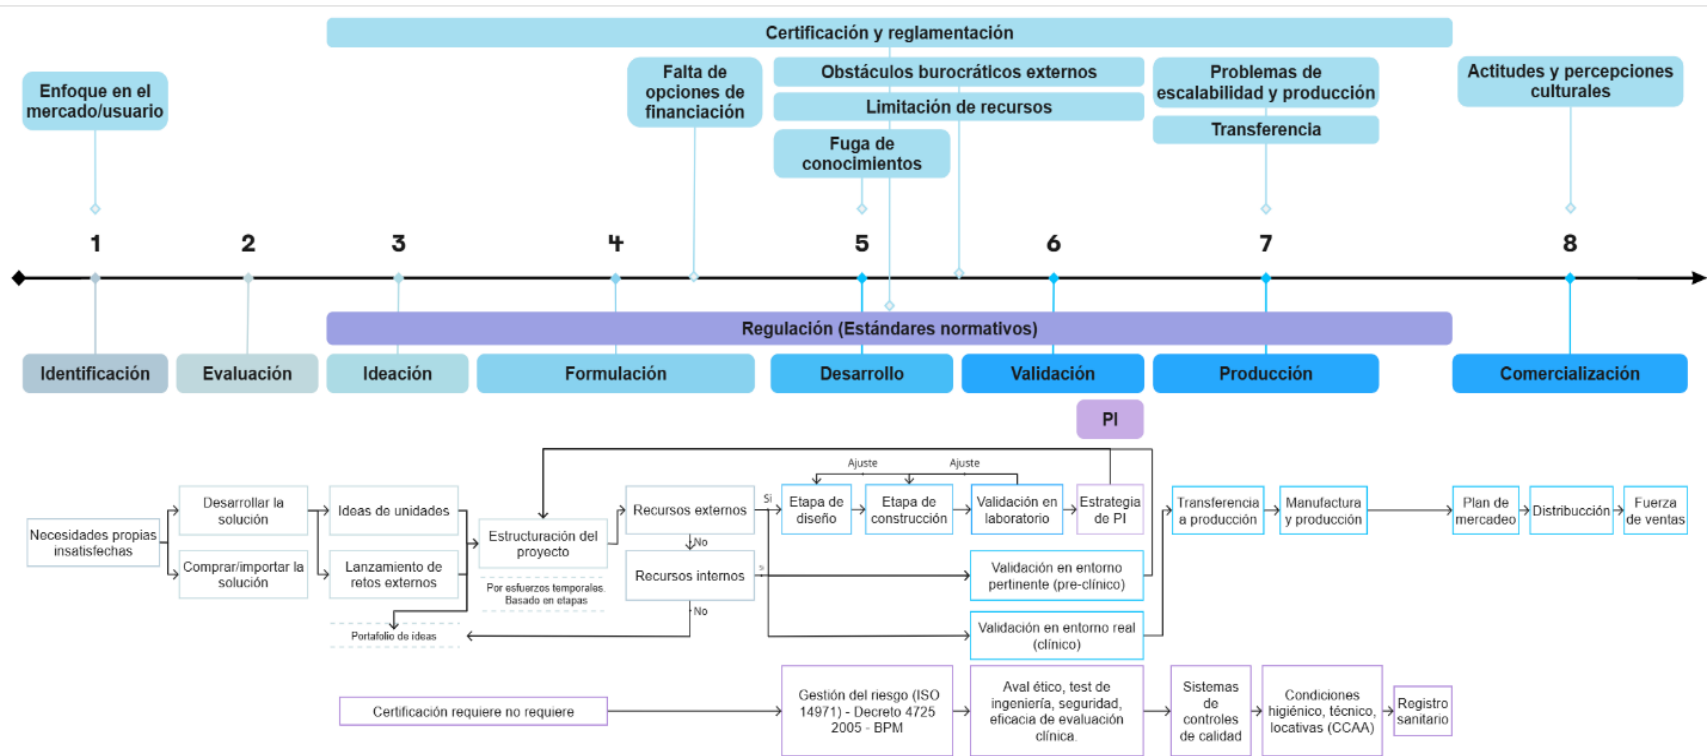 Certificación y reglamentación
Enfoque en el
mercado/usuario
Falta de
opciones de
financiación
Obstáculos burocráticos externos
Limitación de recursos
Fuga de
conocimientos
Problemas de
escalabilidad y producción
Transferencia
Actitudes y percepciones
culturales
1
2
3
4
5
6
7
8
Regulación (Estándares normativos)
Identificación
Evaluación
Ideación
Formulación
Desarrollo
Validación
Producción
Comercialización
PI
Necesidades propias
insatisfechas
Desarrollar la
solución
Comprar/importar la
solución
Ideas de unidades
Lanzamiento de
retos externos
Portafolio de ideas
Estructuración del
proyecto
Por esfuerzos temporales.
Basado en etapas
Recursos externos
Si
No
Recursos internos
Si
No
Ajuste
Ajuste
Etapa de
diseño
Etapa de
construcción
Validación en
laboratorio
Estrategia
de PI
Validación en entorno
pertinente (pre-clínico)
Validación en entorno real
(clínico)
Transferencia
a producción
Manufactura
y producción
Plan de
mercadeo
Distribucción
Fuerza
de ventas
Certificación requiere no requiere
Gestión del riesgo (ISO
14971) - Decreto 4725
2005 - BPM
Aval ético, test de
ingeniería, seguridad,
eficacia de evaluación
clínica.
Sistemas
de
controles
de calidad
Condiciones
higiénico, técnico,
locativas (CCAA)
Registro
sanitario